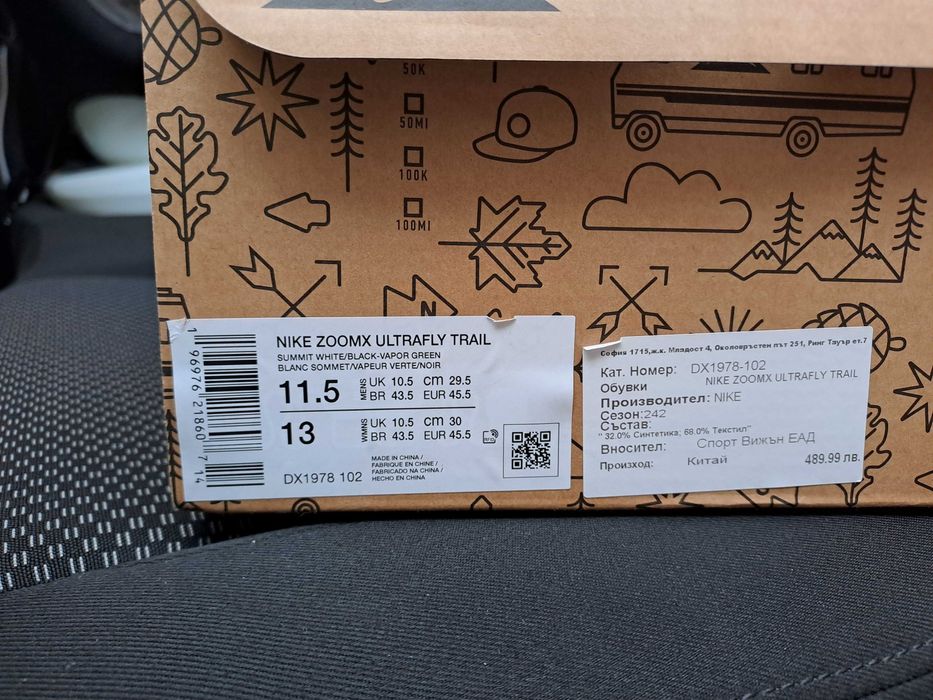 50K
50MI
100K
100MI
N
NIKE ZOOMX ULTRAFLY TRAIL
SUMMIT WHITE/BLACK-VAPOR GREEN
BLANC SOMMET/VAPEUR VERTE/NOIR
11.5 MENS UK 10.5 CM 29.5
BR 43.5 EUR 45.5
13 WMNS UK 10.5 CM 30
BR 43.5 EUR 45.5
MADE IN CHINA /
FABRIQUE EN CHINE /
FABRICADO NA CHINA /
HECHO EN CHINA
DX1978 102
1 96976 21860 7 14
София 1715,ж.к. Младост 4, Околовръстен път 251, Ринг Тауър ет.7
Кат. Номер: DX1978-102
Обувки NIKE ZOOMX ULTRAFLY TRAIL
Производител: NIKE
Сезон:242
Състав:
" 32.0% Синтетика; 68.0% Текстил"
Вносител: Спорт Вижън ЕАД
Произход: Китай 489.99 лв.